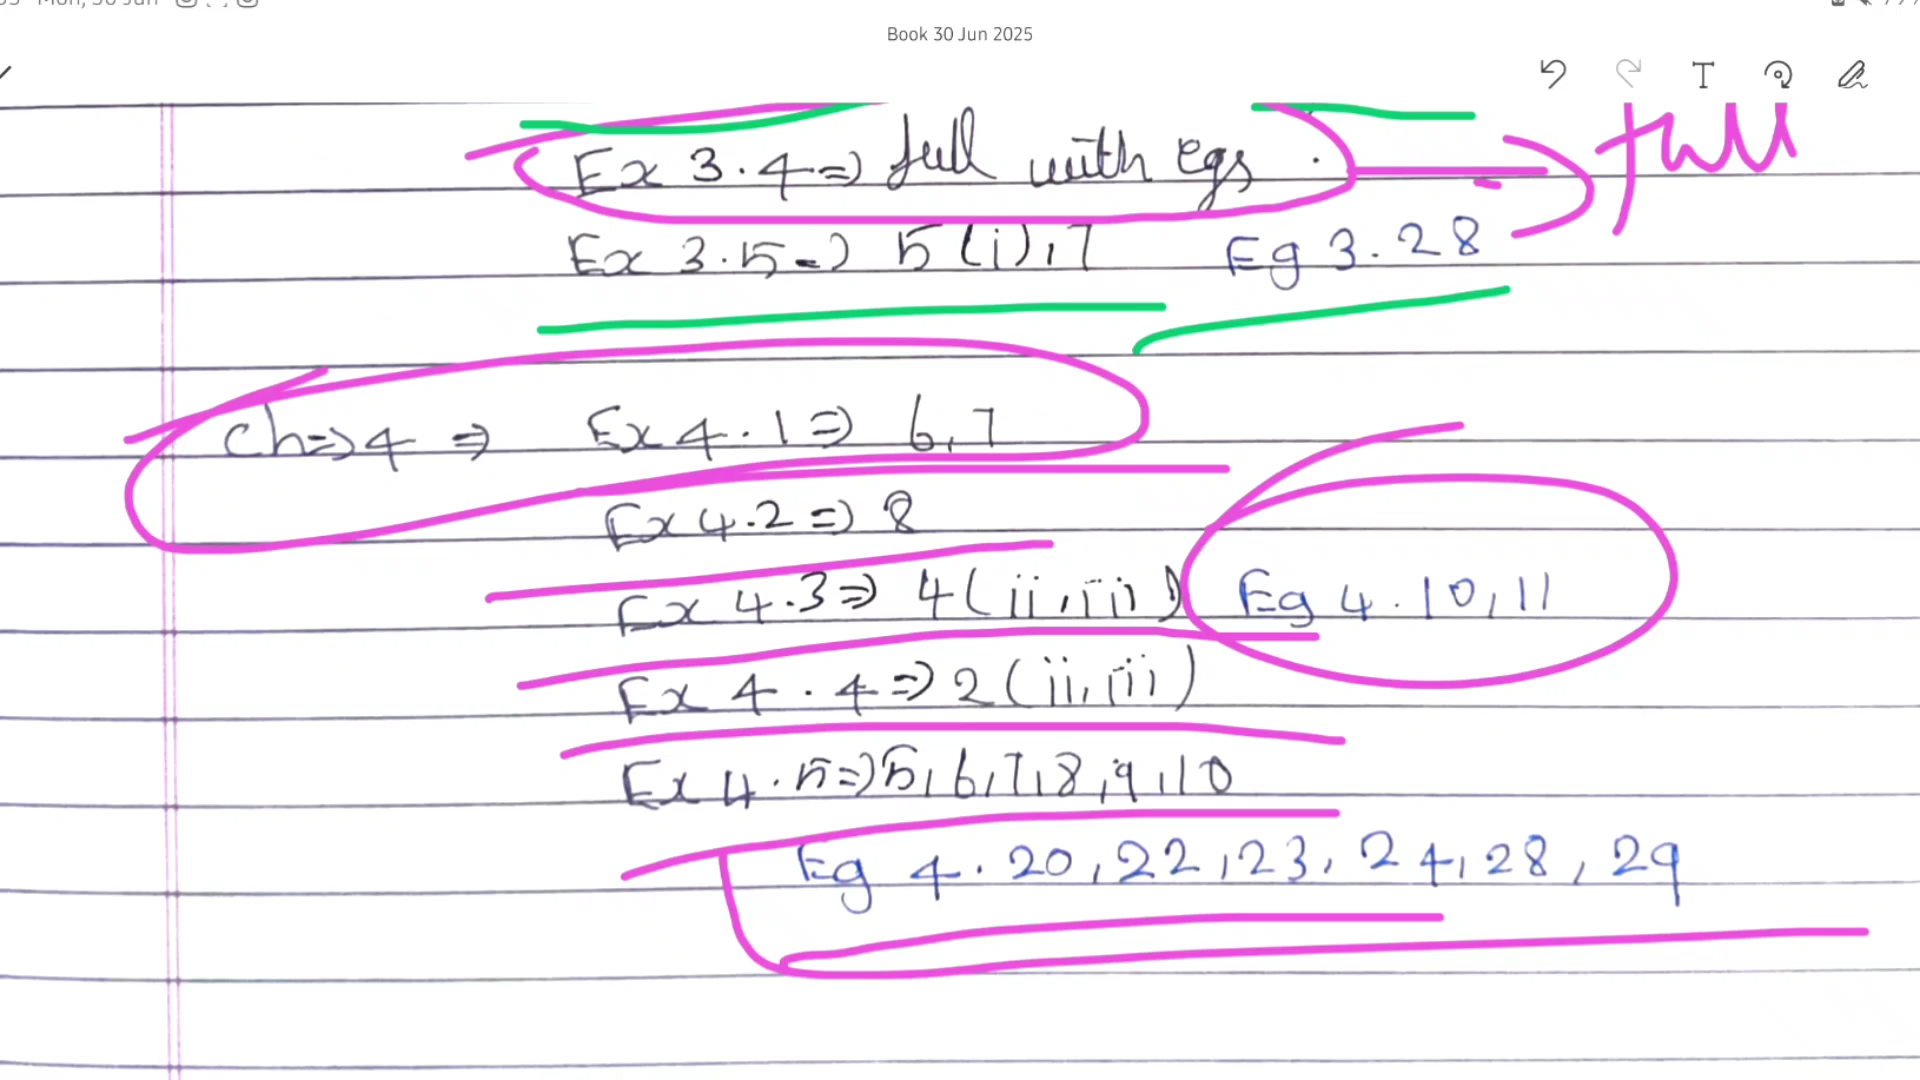 Book 30 Jun 2025
T
Ex 3.4 => full with egs . full
Ex 3.5 => 5 (i), 7 Eg 3.28
Ch => 4 => Ex 4.1 => 6, 7
Ex 4.2 => 8
Ex 4.3 => 4 (ii, iii) Eg 4.10, 11
Ex 4.4 => 2 (ii, iii)
Ex 4.5 => 5, 6, 7, 8, 9, 10
Eg 4.20, 22, 23, 24, 28, 29